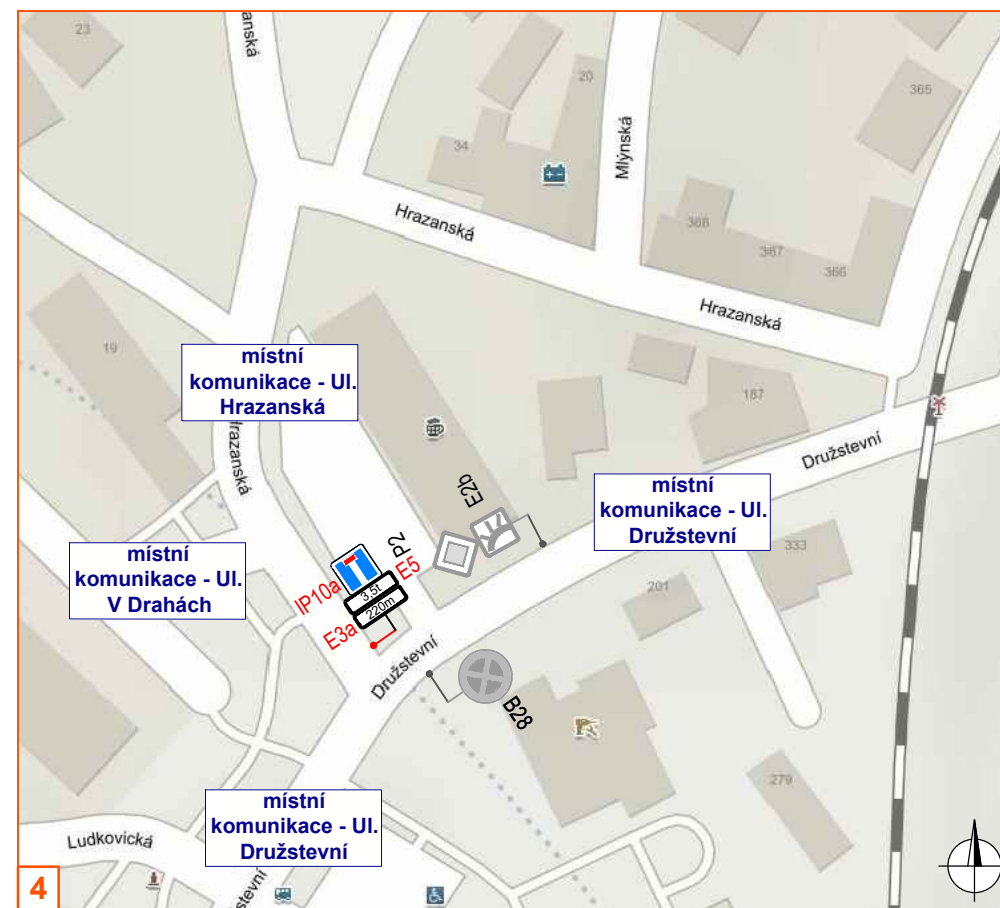 23
anská
20
365
34
Mlýnská
Hrazanská
368
367
366
Hrazanská
19
místní
komunikace - Ul.
Hrazanská
187
Hrazanská
Družstevní
E2b
místní
komunikace - Ul.
Družstevní
P2
místní
komunikace - Ul.
V Drahách
333
IP10a
E5
3,5t
220m
201
E3a
Družstevní
B28
279
místní
komunikace - Ul.
Družstevní
Ludkovická
stevní
4